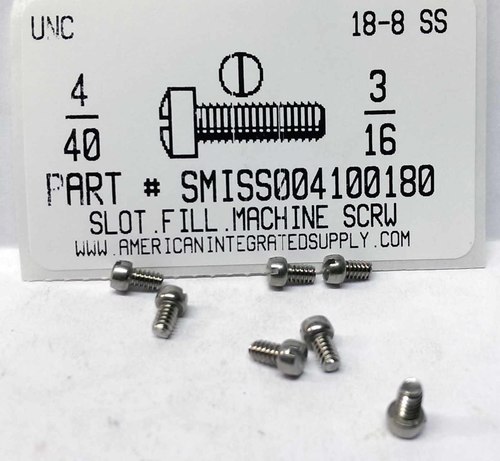 UNC 18-8 SS
4 3
40 16
PART # SMISS004100180
SLOT.FILL.MACHINE SCRW
WWW.AMERICANINTEGRATEDSUPPLY.COM